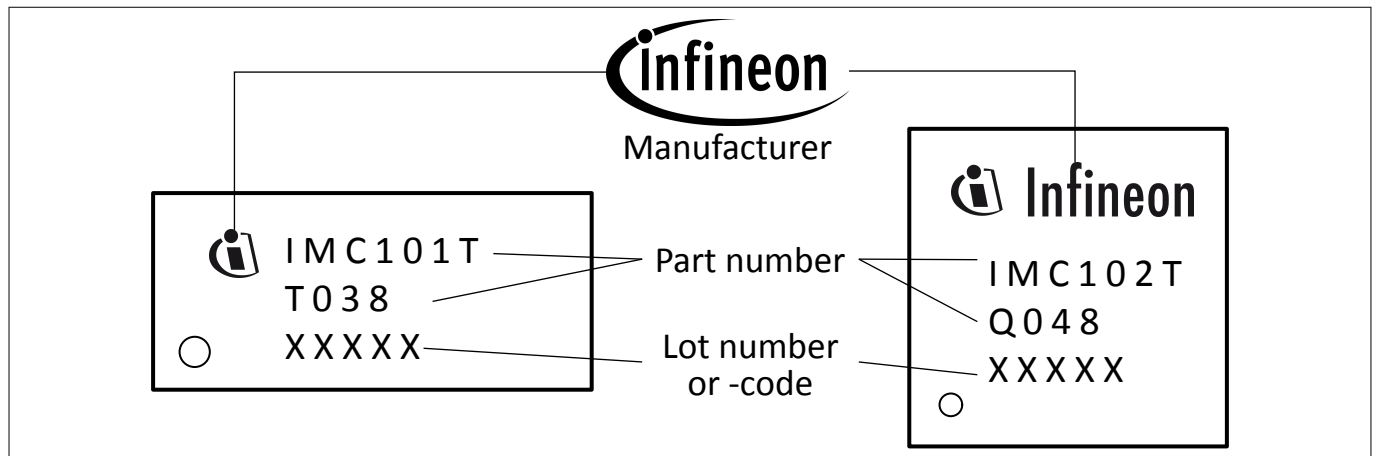 infineon
Manufacturer
Infineon
IMC101T
T038
XXXXX
Part number
Lot number
or -code
IMC102T
Q048
XXXXX